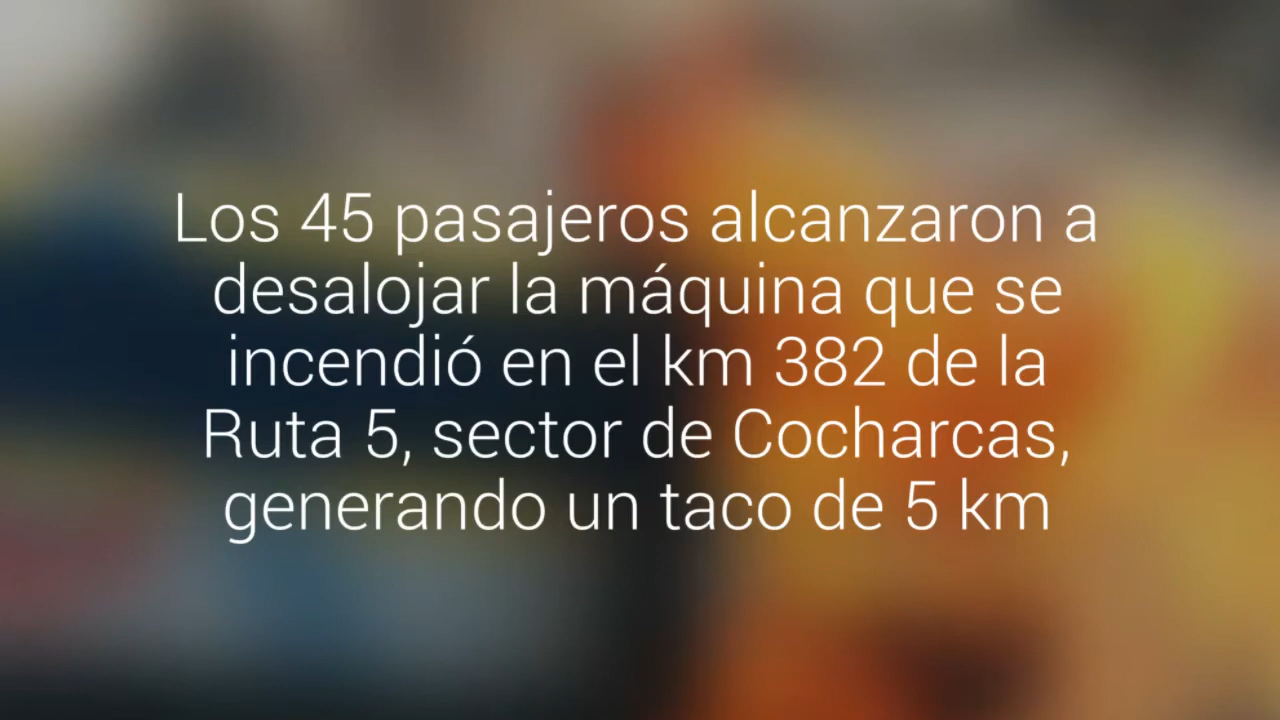 Los 45 pasajeros alcanzaron a
desalojar la máquina que se
incendió en el km 382 de la
Ruta 5, sector de Cocharcas,
generando un taco de 5 km